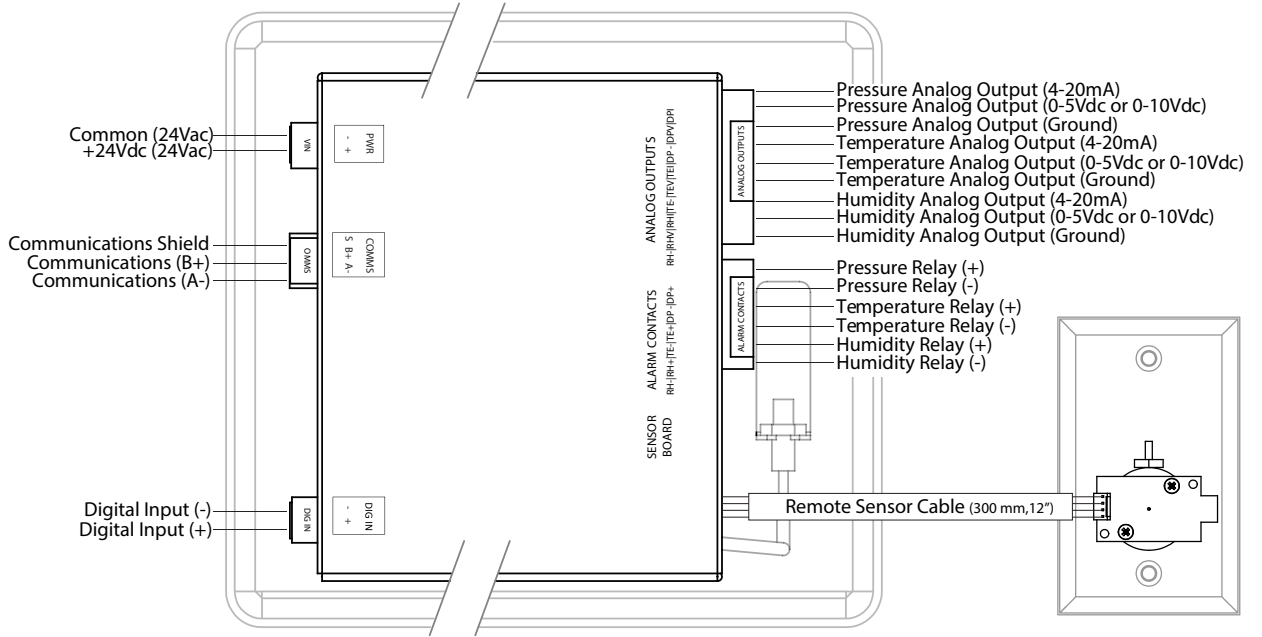 Common (24Vac)
+24Vdc (24Vac)
VIN
PWR
- +
Communications Shield
Communications (B+)
Communications (A-)
OMMS
COMMS
S B+ A-
Digital Input (-)
Digital Input (+)
DIG IN
DIG IN
- +
ANALOG OUTPUTS
RH-|RHV|RHI|TE-|TEV|TEI|DP -|DPV|DPI
ALARM CONTACTS
RH-|RH+|TE-|TE+|DP -|DP+
SENSOR
BOARD
ANALOG OUTPUTS
ALARM CONTACTS
Pressure Analog Output (4-20mA)
Pressure Analog Output (0-5Vdc or 0-10Vdc)
Pressure Analog Output (Ground)
Temperature Analog Output (4-20mA)
Temperature Analog Output (0-5Vdc or 0-10Vdc)
Temperature Analog Output (Ground)
Humidity Analog Output (4-20mA)
Humidity Analog Output (0-5Vdc or 0-10Vdc)
Humidity Analog Output (Ground)
Pressure Relay (+)
Pressure Relay (-)
Temperature Relay (+)
Temperature Relay (-)
Humidity Relay (+)
Humidity Relay (-)
Remote Sensor Cable (300 mm,12″)